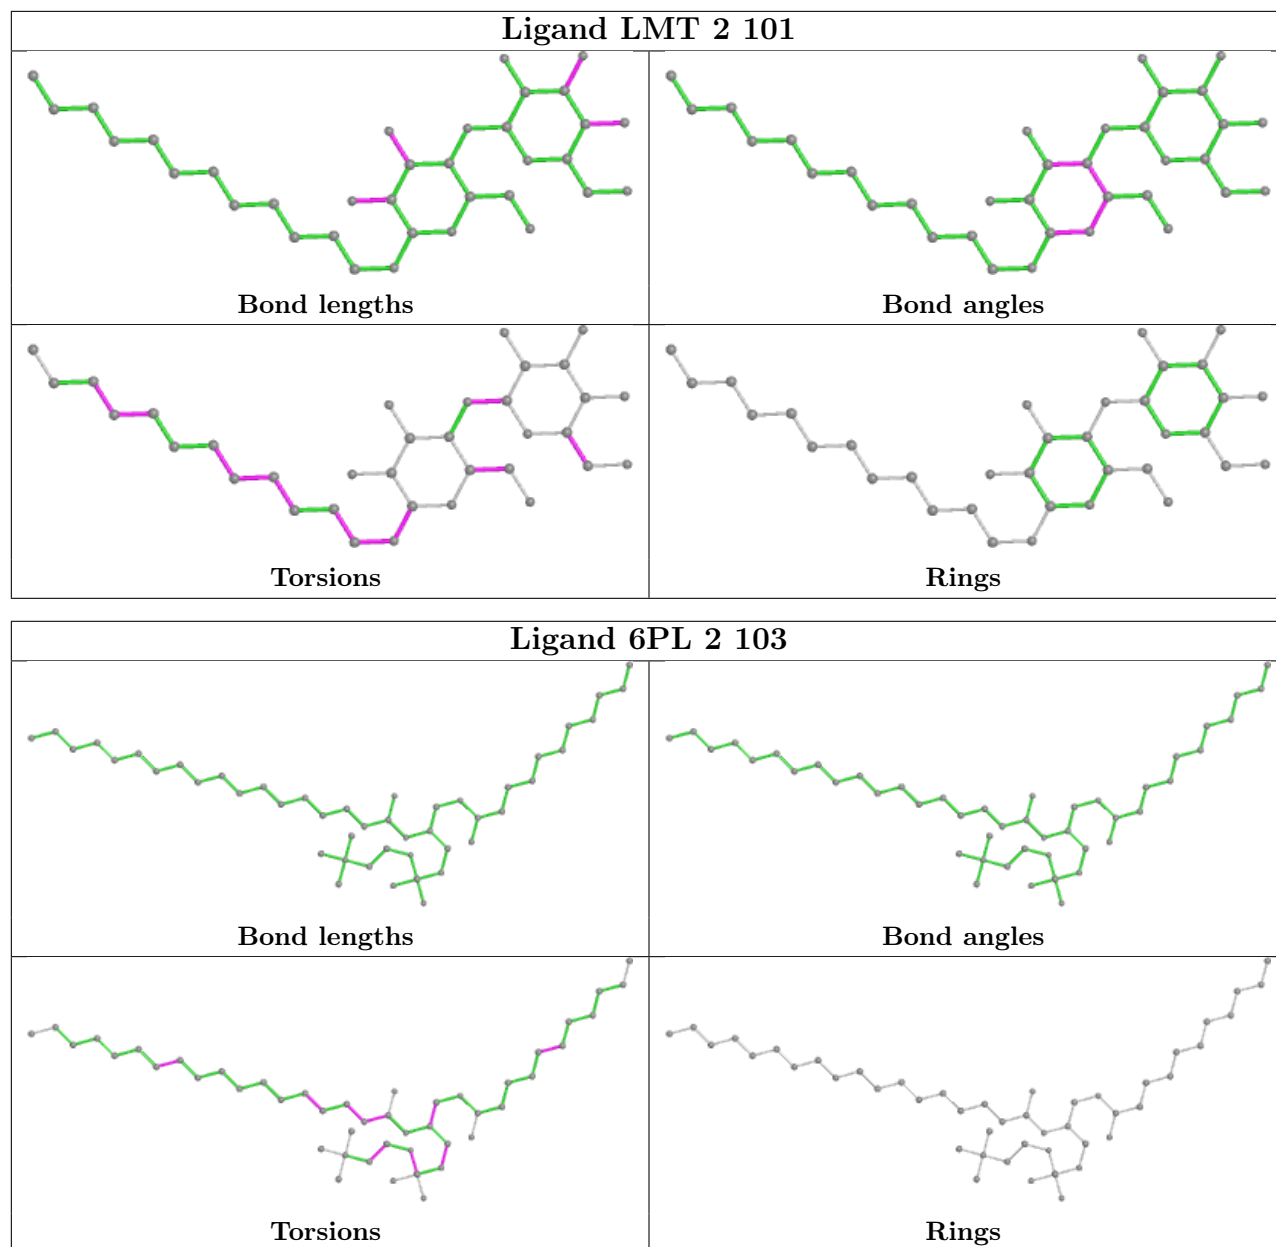 Ligand LMT 2 101
Bond lengths
Bond angles
Torsions
Rings
Ligand 6PL 2 103
Bond lengths
Bond angles
Torsions
Rings